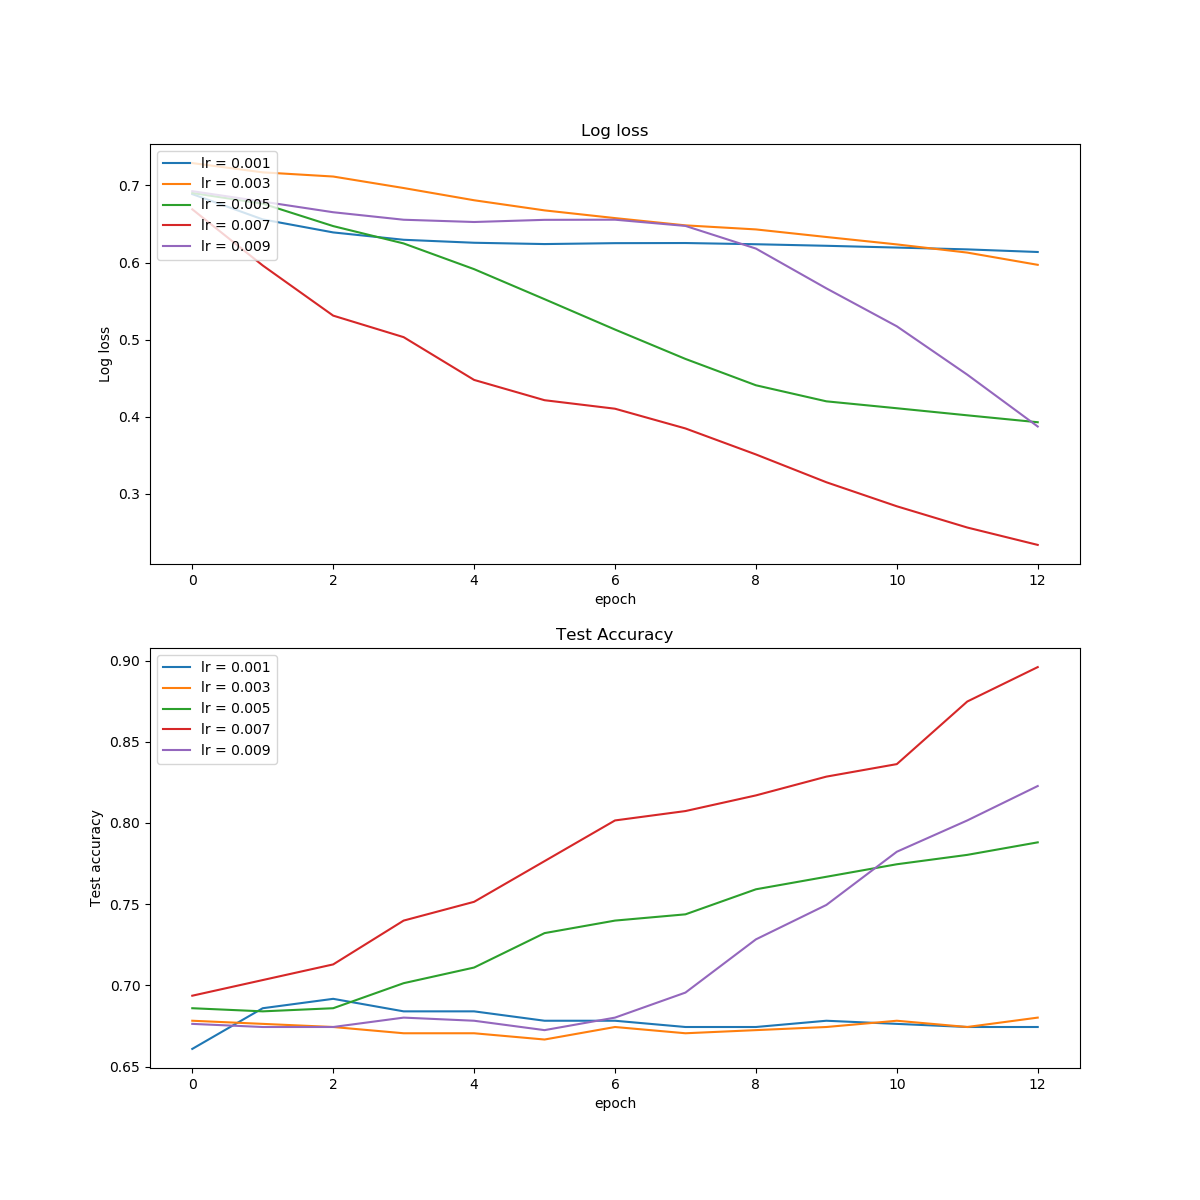 Log loss
lr = 0.001
lr = 0.003
lr = 0.005
lr = 0.007
lr = 0.009
0.7
0.6
0.5
0.4
0.3
Log loss
0 2 4 6 8 10 12
epoch
Test Accuracy
lr = 0.001
lr = 0.003
lr = 0.005
lr = 0.007
lr = 0.009
0.90
0.85
0.80
0.75
0.70
0.65
Test accuracy
0 2 4 6 8 10 12
epoch